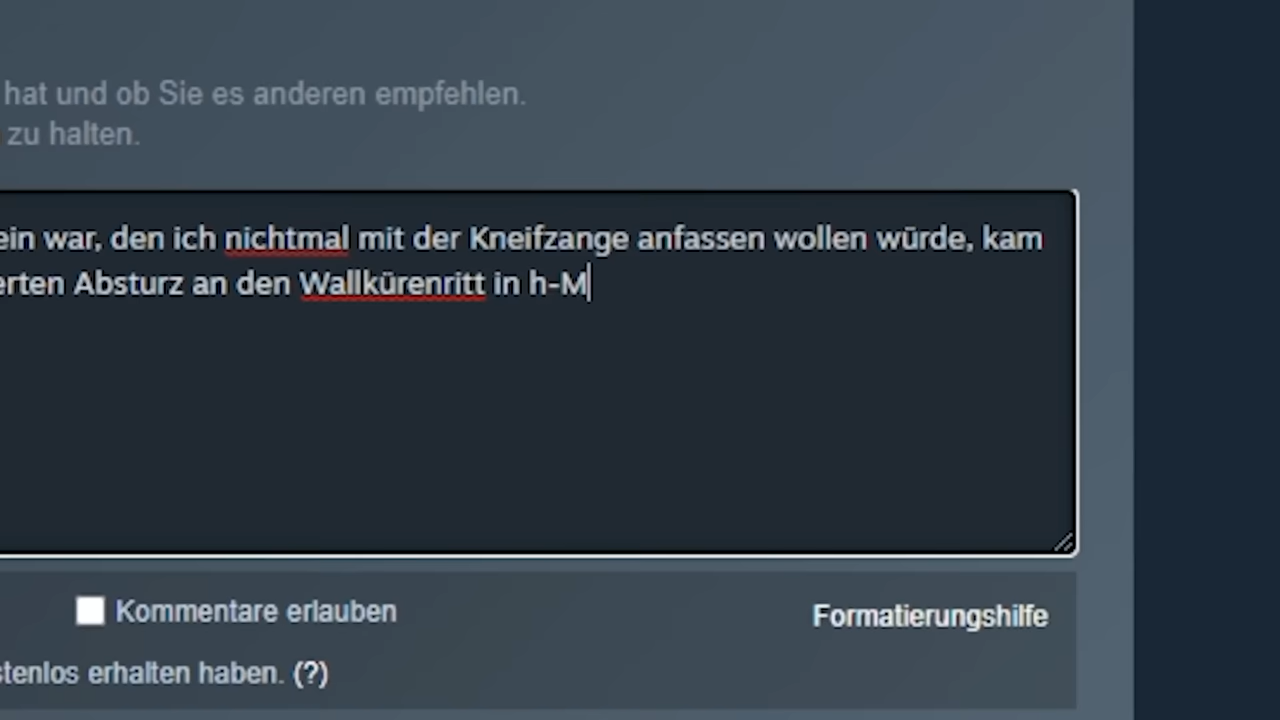 hat und ob Sie es anderen empfehlen.
zu halten.
ein war, den ich nichtmal mit der Kneifzange anfassen wollen würde, kam
erten Absturz an den Wallkürenritt in h-M
Kommentare erlauben
Formatierungshilfe
stenlos erhalten haben. (?)